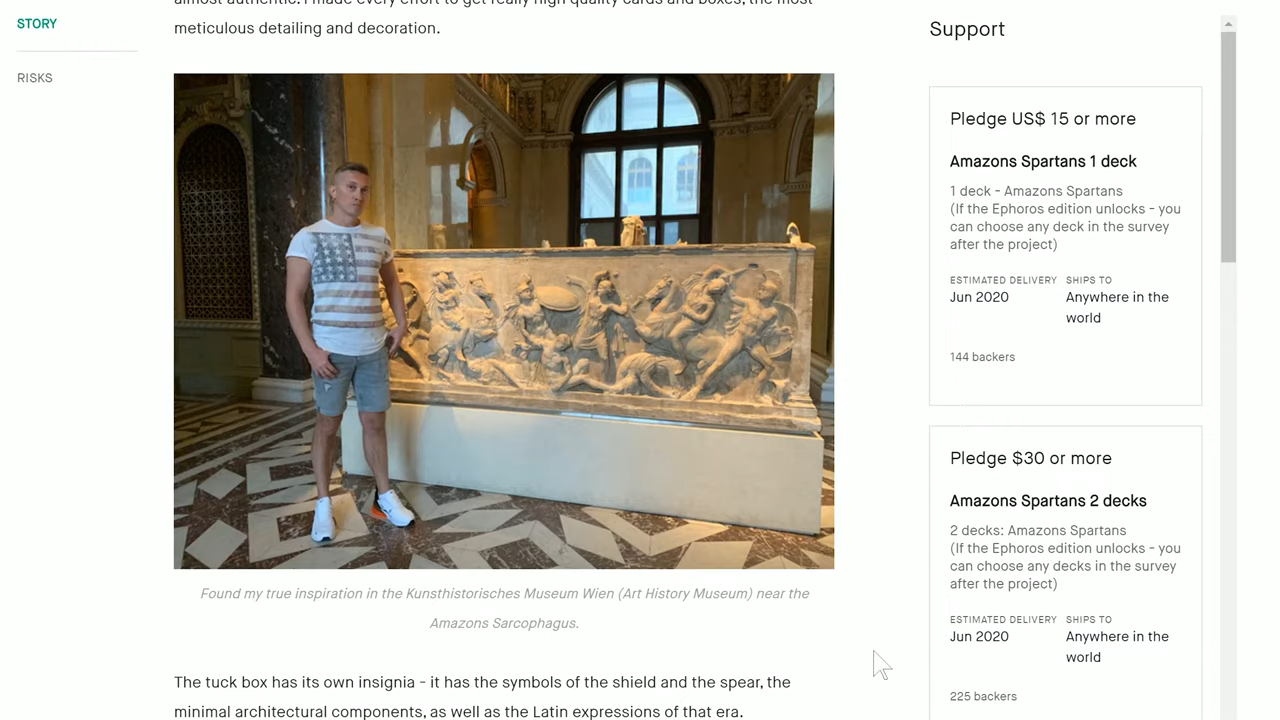 STORY
RISKS
almost authentic. I made every effort to get really high quality cards and boxes, the most
meticulous detailing and decoration.
Found my true inspiration in the Kunsthistorisches Museum Wien (Art History Museum) near the
Amazons Sarcophagus.
The tuck box has its own insignia - it has the symbols of the shield and the spear, the
minimal architectural components, as well as the Latin expressions of that era.
Support
Pledge US$ 15 or more
Amazons Spartans 1 deck
1 deck - Amazons Spartans
(If the Ephoros edition unlocks - you
can choose any deck in the survey
after the project)
ESTIMATED DELIVERY SHIPS TO
Jun 2020 Anywhere in the
world
144 backers
Pledge $30 or more
Amazons Spartans 2 decks
2 decks: Amazons Spartans
(If the Ephoros edition unlocks - you
can choose any decks in the survey
after the project)
ESTIMATED DELIVERY SHIPS TO
Jun 2020 Anywhere in the
world
225 backers